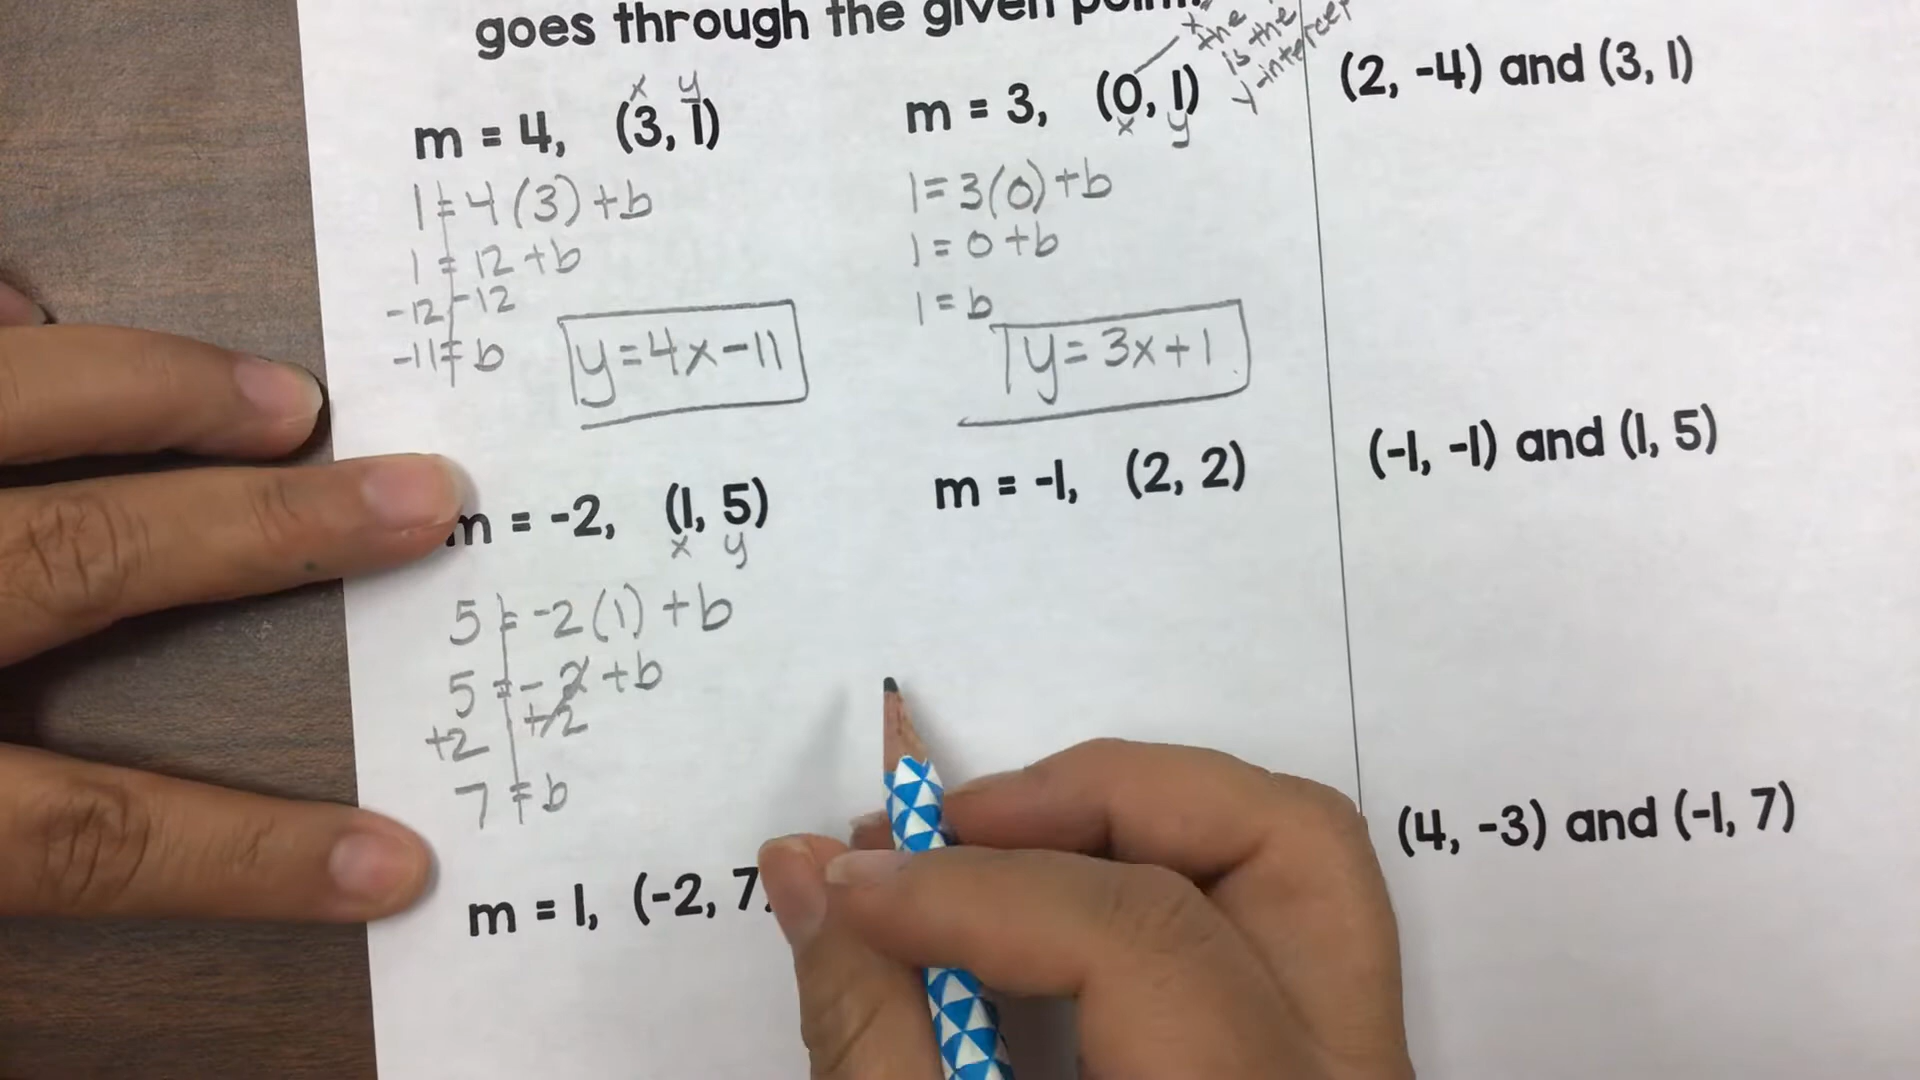 goes through the given
x the
is the
y-intercep
x y
m = 4, (3, 1)
1 = 4(3) + b
1 = 12 + b
-12 -12
-11 = b
y = 4x - 11
m = 3, (0, 1)
x y
1 = 3(0) + b
1 = 0 + b
1 = b
y = 3x + 1
m = -2, (1, 5)
x y
5 = -2(1) + b
5 = -2 + b
+2 +2
7 = b
m = -1, (2, 2)
m = 1, (-2, 7)
(2, -4) and (3, 1)
(-1, -1) and (1, 5)
(4, -3) and (-1, 7)